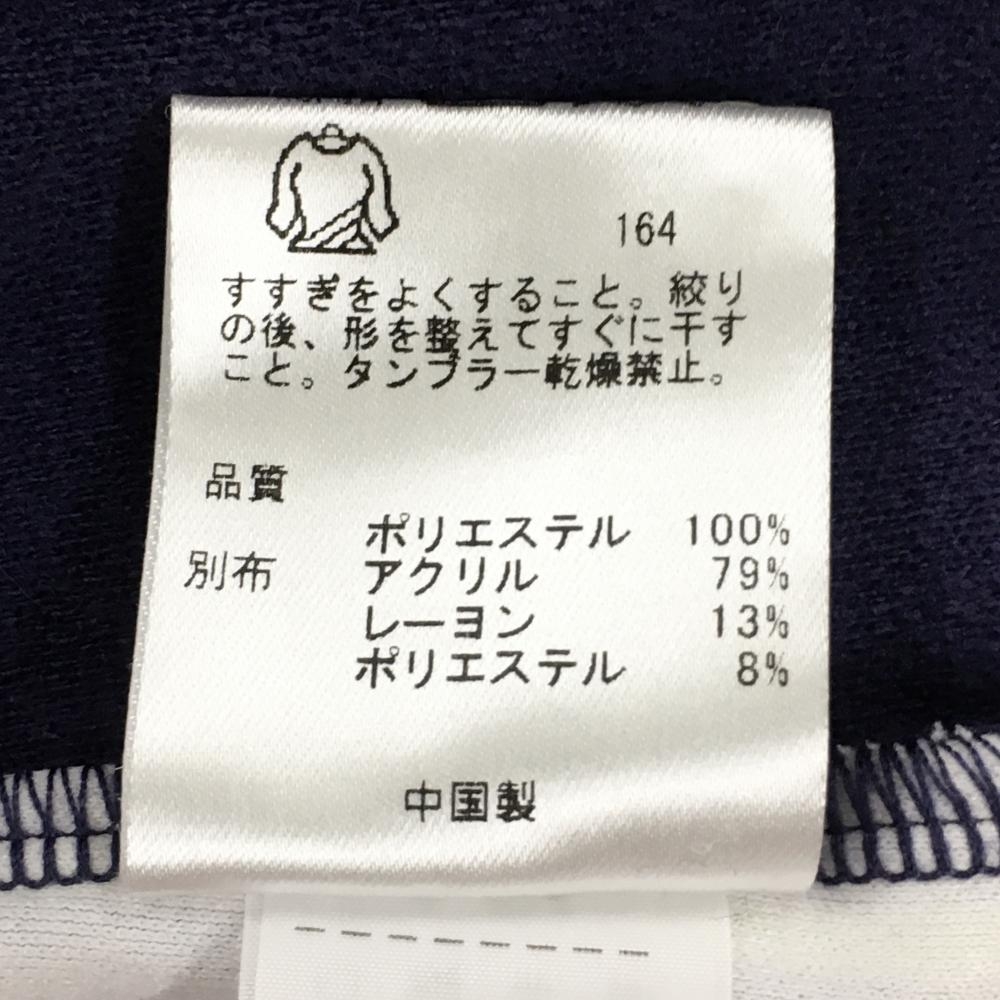 164
すすぎをよくすること。絞り
の後、形を整えてすぐに干す
こと。タンブラー乾燥禁止。
品質
ポリエステル 100%
別布 アクリル 79%
レーヨン 13%
ポリエステル 8%
中国製